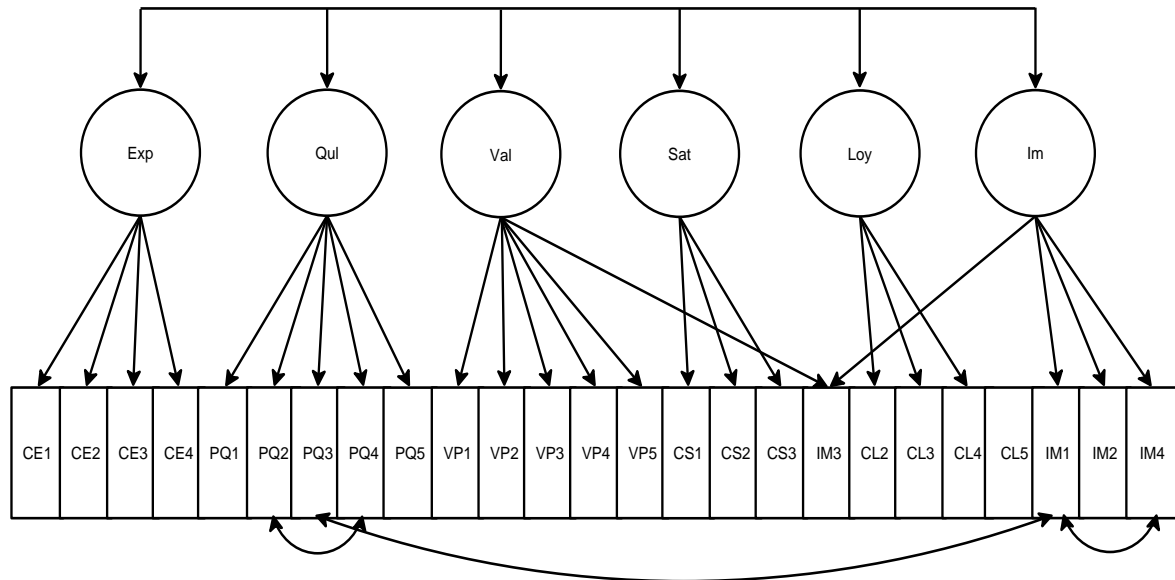 Exp Qul Val Sat Loy Im
CE1 CE2 CE3 CE4 PQ1 PQ2 PQ3 PQ4 PQ5 VP1 VP2 VP3 VP4 VP5 CS1 CS2 CS3 IM3 CL2 CL3 CL4 CL5 IM1 IM2 IM4